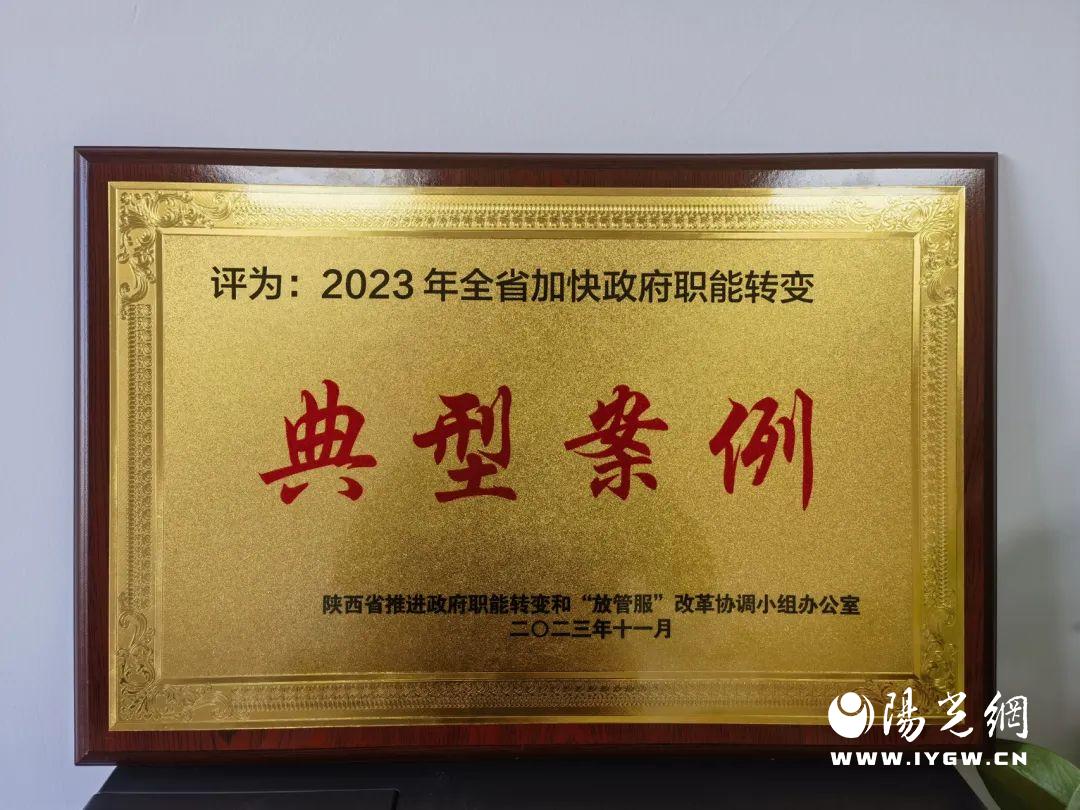 评为：2023年全省加快政府职能转变
典型案例
陕西省推进政府职能转变和“放管服”改革协调小组办公室
二〇二三年十一月
陽光網
WWW.IYGW.CN